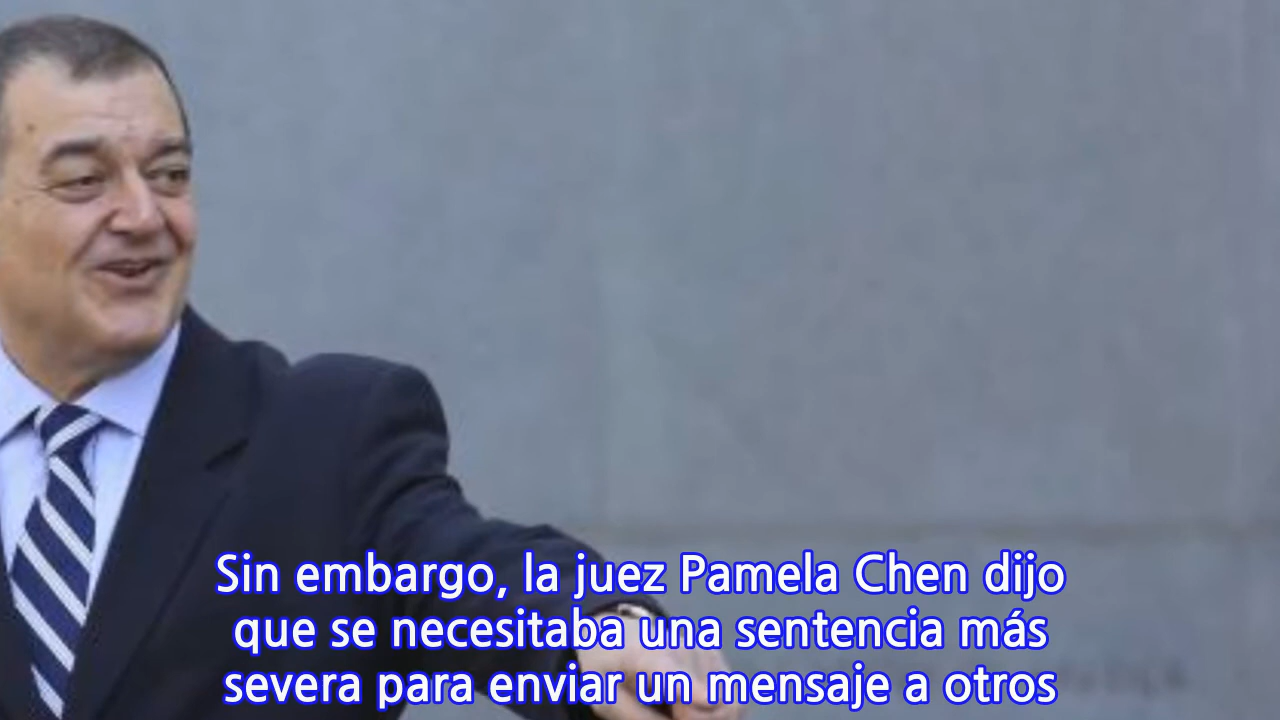 Sin embargo, la juez Pamela Chen dijo
que se necesitaba una sentencia más
severa para enviar un mensaje a otros